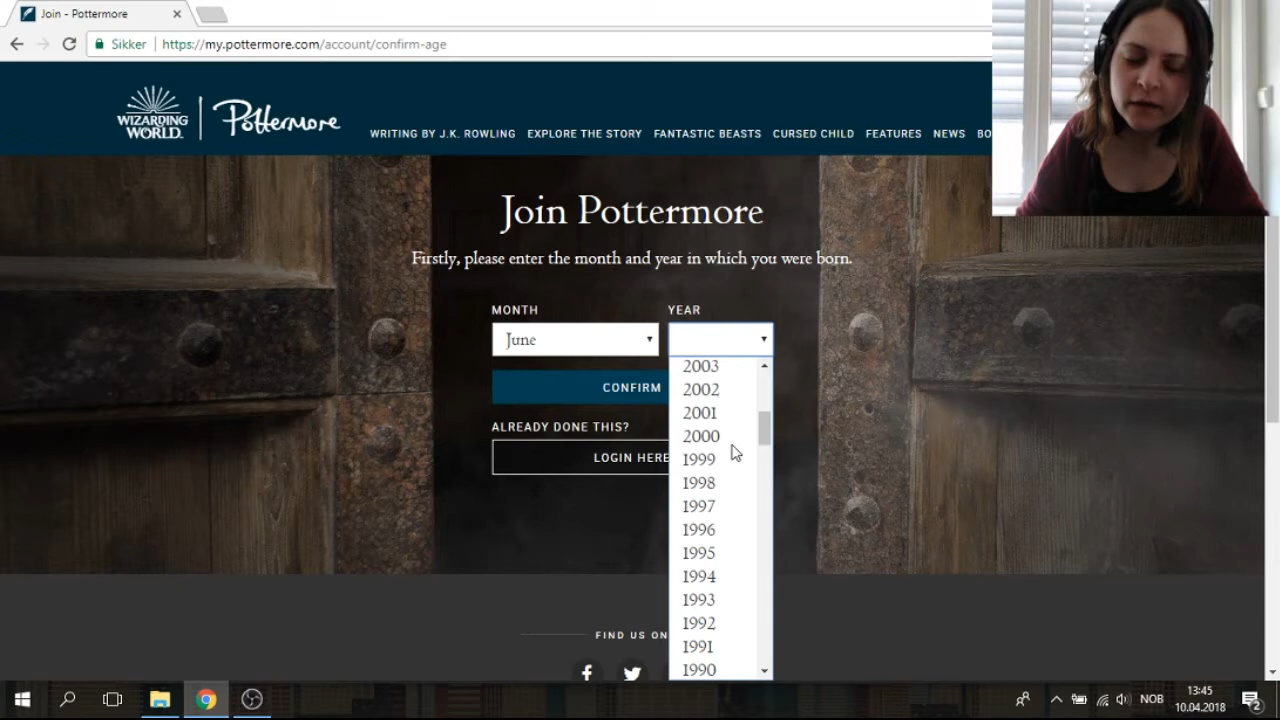 Join - Pottermore
Sikker https://my.pottermore.com/account/confirm-age
WIZARDING WORLD.
Pottermore
WRITING BY J.K. ROWLING EXPLORE THE STORY FANTASTIC BEASTS CURSED CHILD FEATURES NEWS BO
Join Pottermore
Firstly, please enter the month and year in which you were born.
MONTH YEAR
June
2003
2002
CONFIRM
2001
ALREADY DONE THIS?
2000
LOGIN HERE
1999
1998
1997
1996
1995
1994
1993
1992
FIND US ON
1991
1990
NOB
13:45
10.04.2018
2